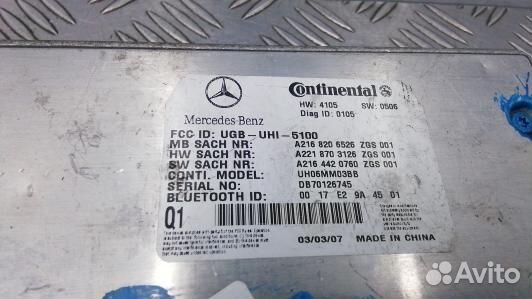 Continental
HW: 4105 SW: 0506
Diag ID: 0105
Mercedes-Benz
FCC ID: UGB-UHI-5100
MB SACH NR: A216 820 6526 ZGS 001
HW SACH NR: A221 870 3126 ZGS 001
SW SACH NR: A216 442 0760 ZGS 001
CONTI. MODEL: UH06MM03BB
SERIAL NO: DB70126745
BLUETOOTH ID: 00 17 E2 9A 45 01
Q1
03/03/07 MADE IN CHINA
Avito